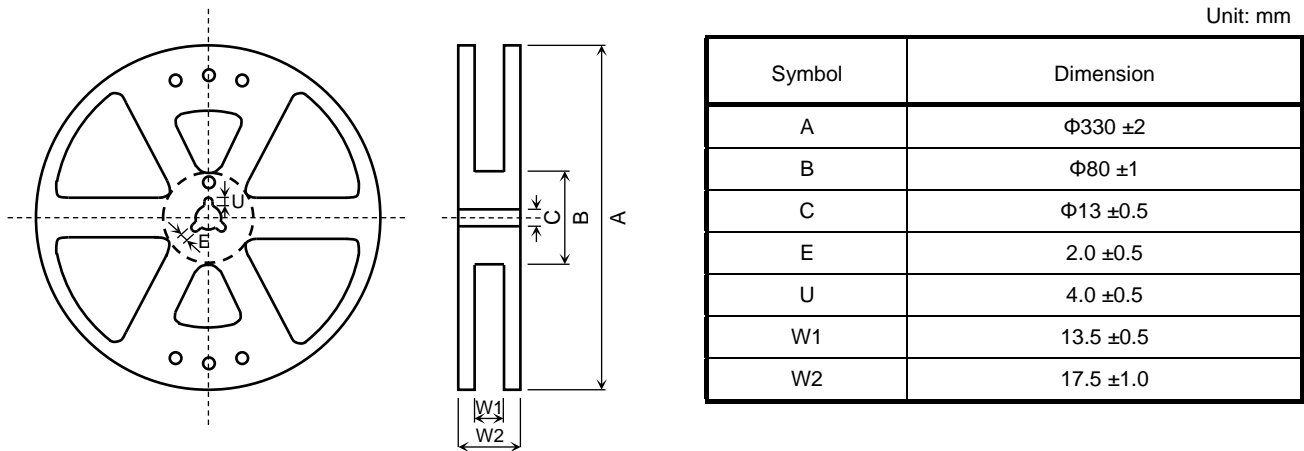 Unit: mm
U
E
C
B
A
W1
W2
Symbol Dimension
A Φ330 ±2
B Φ80 ±1
C Φ13 ±0.5
E 2.0 ±0.5
U 4.0 ±0.5
W1 13.5 ±0.5
W2 17.5 ±1.0